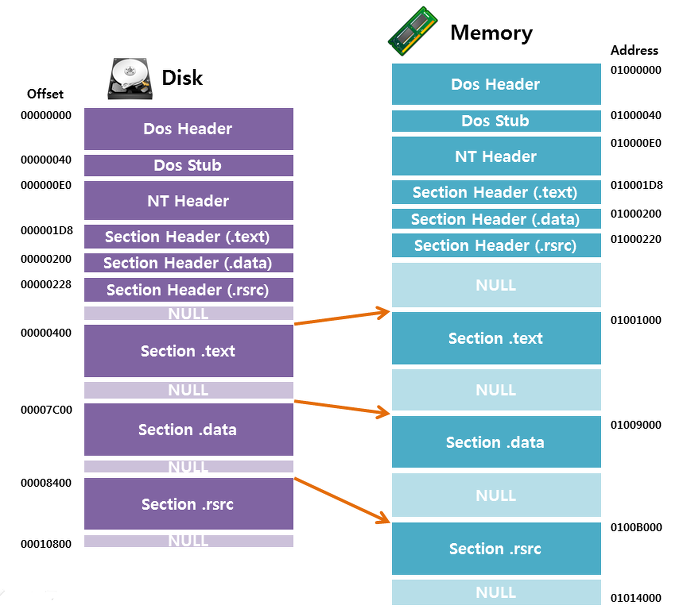 Disk
Offset
00000000
Dos Header
00000040
Dos Stub
000000E0
NT Header
000001D8
Section Header (.text)
00000200
Section Header (.data)
00000228
Section Header (.rsrc)
NULL
00000400
Section .text
NULL
00007C00
Section .data
NULL
00008400
Section .rsrc
00010800
NULL
Memory
Address
01000000
Dos Header
Dos Stub
01000040
NT Header
010000E0
Section Header (.text)
010001D8
Section Header (.data)
01000200
Section Header (.rsrc)
01000220
NULL
01001000
Section .text
NULL
01009000
Section .data
NULL
0100B000
Section .rsrc
NULL
01014000